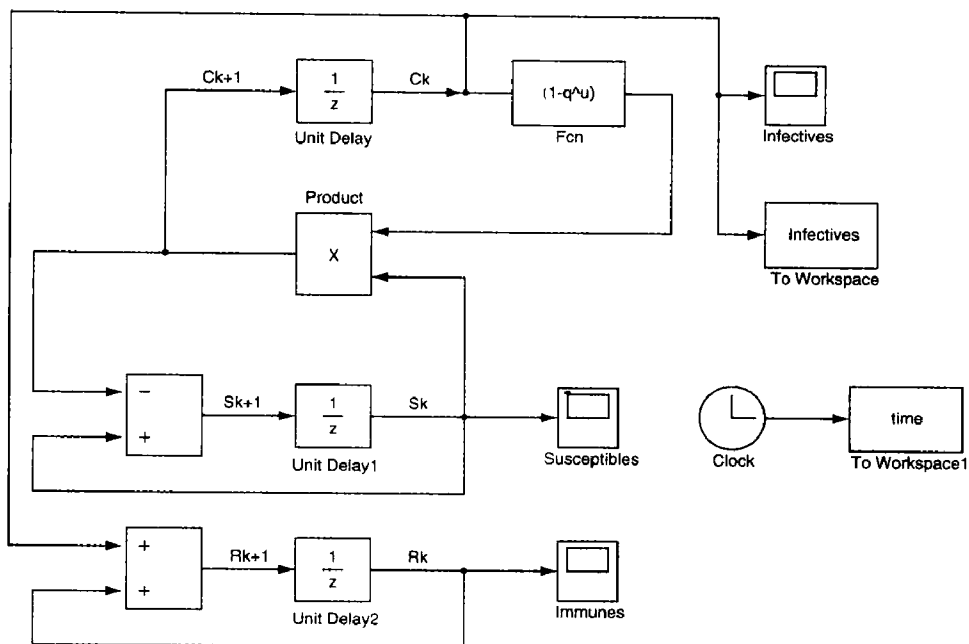 Ck+1
1
z
Unit Delay
Ck
(1-q^u)
Fcn
Infectives
Product
X
Infectives
To Workspace
−
+
Sk+1
1
z
Unit Delay1
Sk
Susceptibles
Clock
time
To Workspace1
+
+
Rk+1
1
z
Unit Delay2
Rk
Immunes